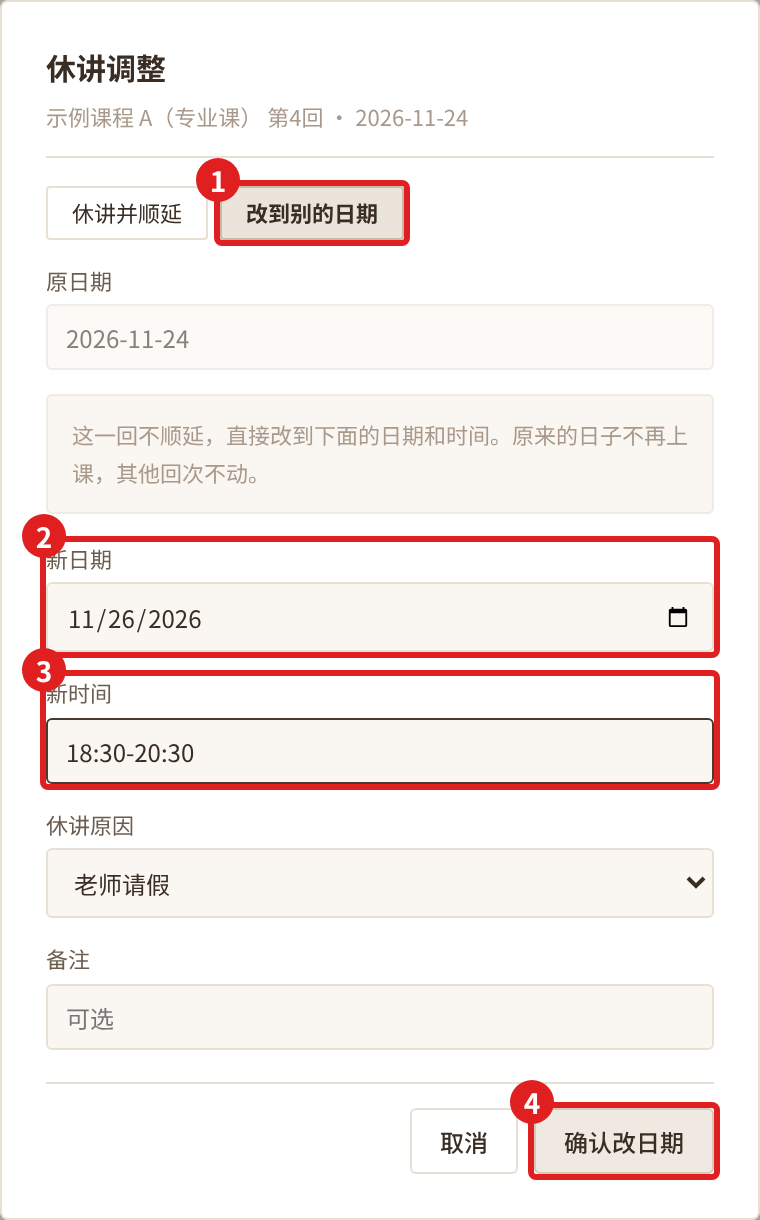 休讲调整
示例课程 A（专业课） 第4回 · 2026-11-24
1
休讲并顺延 改到别的日期
原日期
2026-11-24
这一回不顺延，直接改到下面的日期和时间。原来的日子不再上
课，其他回次不动。
2
新日期
11/26/2026
3
新时间
18:30-20:30
休讲原因
老师请假
备注
可选
4
取消 确认改日期